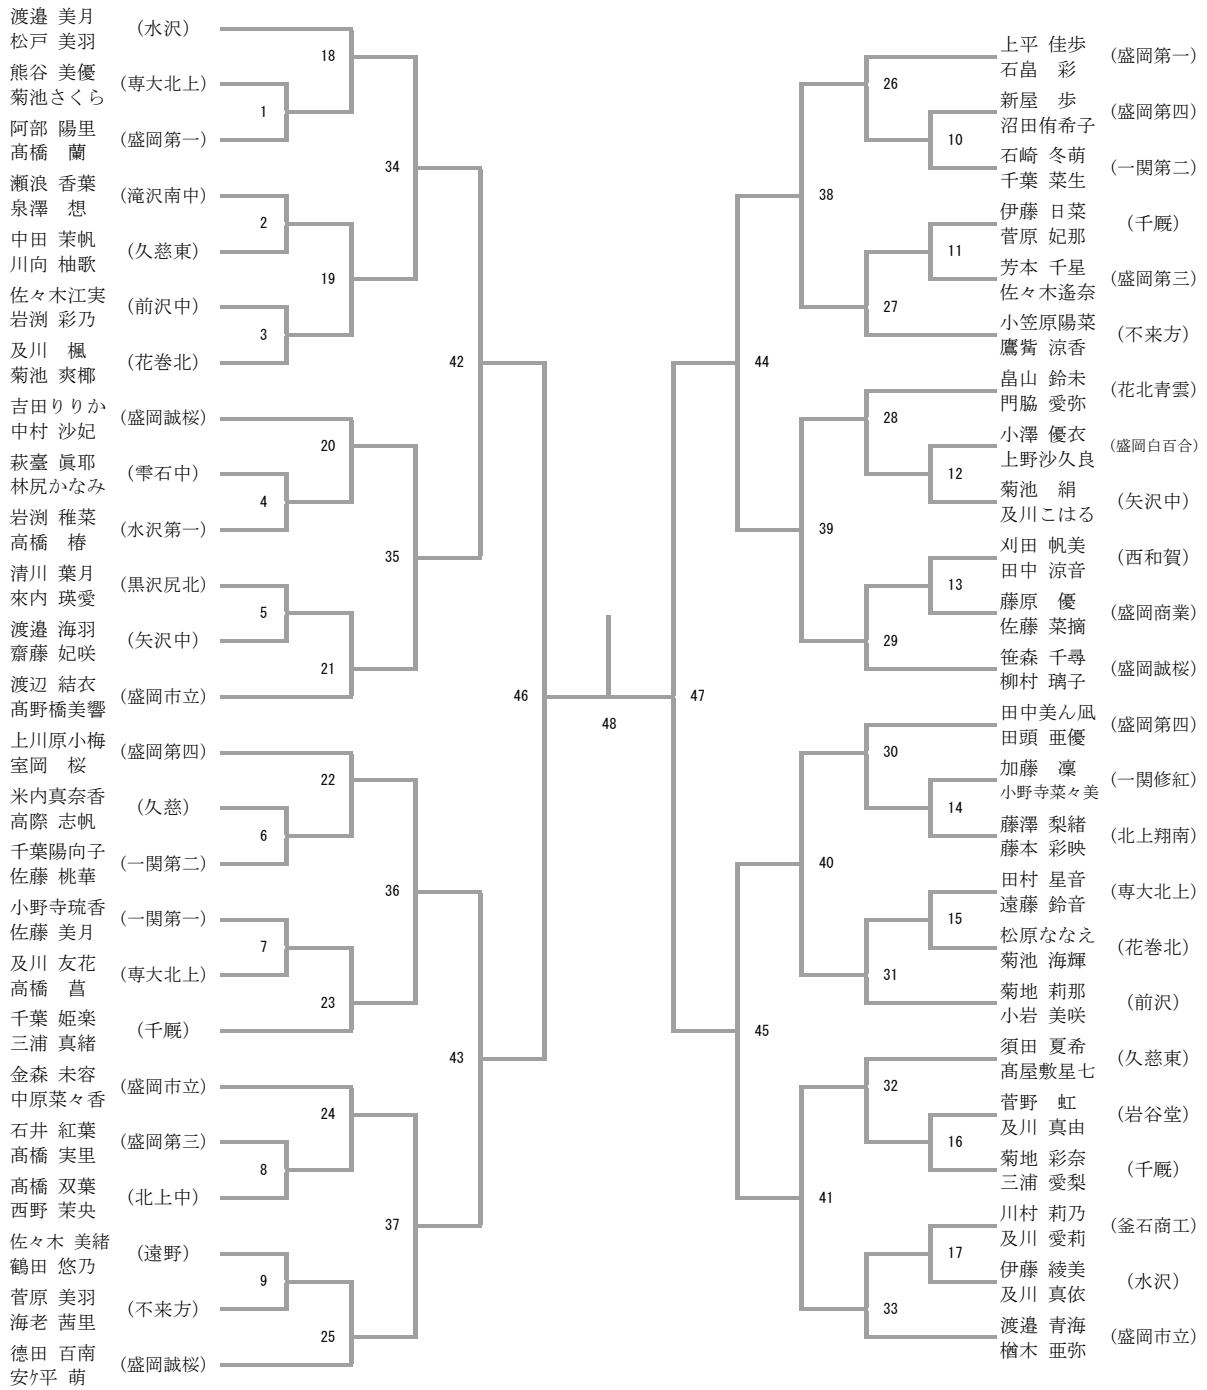 渡邉 美月
松戸 美羽
(水沢)
熊谷 美優
菊池さくら
(専大北上)
阿部 陽里
髙橋 蘭
(盛岡第一)
瀬浪 香葉
泉澤 想
(滝沢南中)
中田 茉帆
川向 柚歌
(久慈東)
佐々木江実
岩渕 彩乃
(前沢中)
及川 楓
菊池 爽椰
(花巻北)
吉田りりか
中村 沙妃
(盛岡誠桜)
萩臺 眞耶
林尻かなみ
(雫石中)
岩渕 稚菜
高橋 椿
(水沢第一)
清川 葉月
來内 瑛愛
(黒沢尻北)
渡邉 海羽
齋藤 妃咲
(矢沢中)
渡辺 結衣
髙野橋美響
(盛岡市立)
上川原小梅
室岡 桜
(盛岡第四)
米内真奈香
高際 志帆
(久慈)
千葉陽向子
佐藤 桃華
(一関第二)
小野寺琉香
佐藤 美月
(一関第一)
及川 友花
高橋 菖
(専大北上)
千葉 姫楽
三浦 真緒
(千厩)
金森 未容
中原菜々香
(盛岡市立)
石井 紅葉
髙橋 実里
(盛岡第三)
髙橋 双葉
西野 茉央
(北上中)
佐々木 美緒
鶴田 悠乃
(遠野)
菅原 美羽
海老 茜里
(不来方)
德田 百南
安ケ平 萌
(盛岡誠桜)
18
1
34
2
19
3
42
20
4
35
5
21
46
22
6
36
7
23
43
24
8
37
9
25
48
47
26
10
38
11
27
44
28
12
39
13
29
30
14
40
15
31
45
32
16
41
17
33
上平 佳歩
石畠 彩
(盛岡第一)
新屋 歩
沼田侑希子
(盛岡第四)
石崎 冬萌
千葉 菜生
(一関第二)
伊藤 日菜
菅原 妃那
(千厩)
芳本 千星
佐々木遙奈
(盛岡第三)
小笠原陽菜
鷹觜 涼香
(不来方)
畠山 鈴未
門脇 愛弥
(花北青雲)
小澤 優衣
上野沙久良
(盛岡白百合)
菊池 絹
及川こはる
(矢沢中)
刈田 帆美
田中 涼音
(西和賀)
藤原 優
佐藤 菜摘
(盛岡商業)
笹森 千尋
柳村 璃子
(盛岡誠桜)
田中美ん凪
田頭 亜優
(盛岡第四)
加藤 凜
小野寺菜々美
(一関修紅)
藤澤 梨緒
藤本 彩映
(北上翔南)
田村 星音
遠藤 鈴音
(専大北上)
松原ななえ
菊池 海輝
(花巻北)
菊地 莉那
小岩 美咲
(前沢)
須田 夏希
髙屋敷星七
(久慈東)
菅野 虹
及川 真由
(岩谷堂)
菊地 彩奈
三浦 愛梨
(千厩)
川村 莉乃
及川 愛莉
(釜石商工)
伊藤 綾美
及川 真依
(水沢)
渡邉 青海
楢木 亜弥
(盛岡市立)